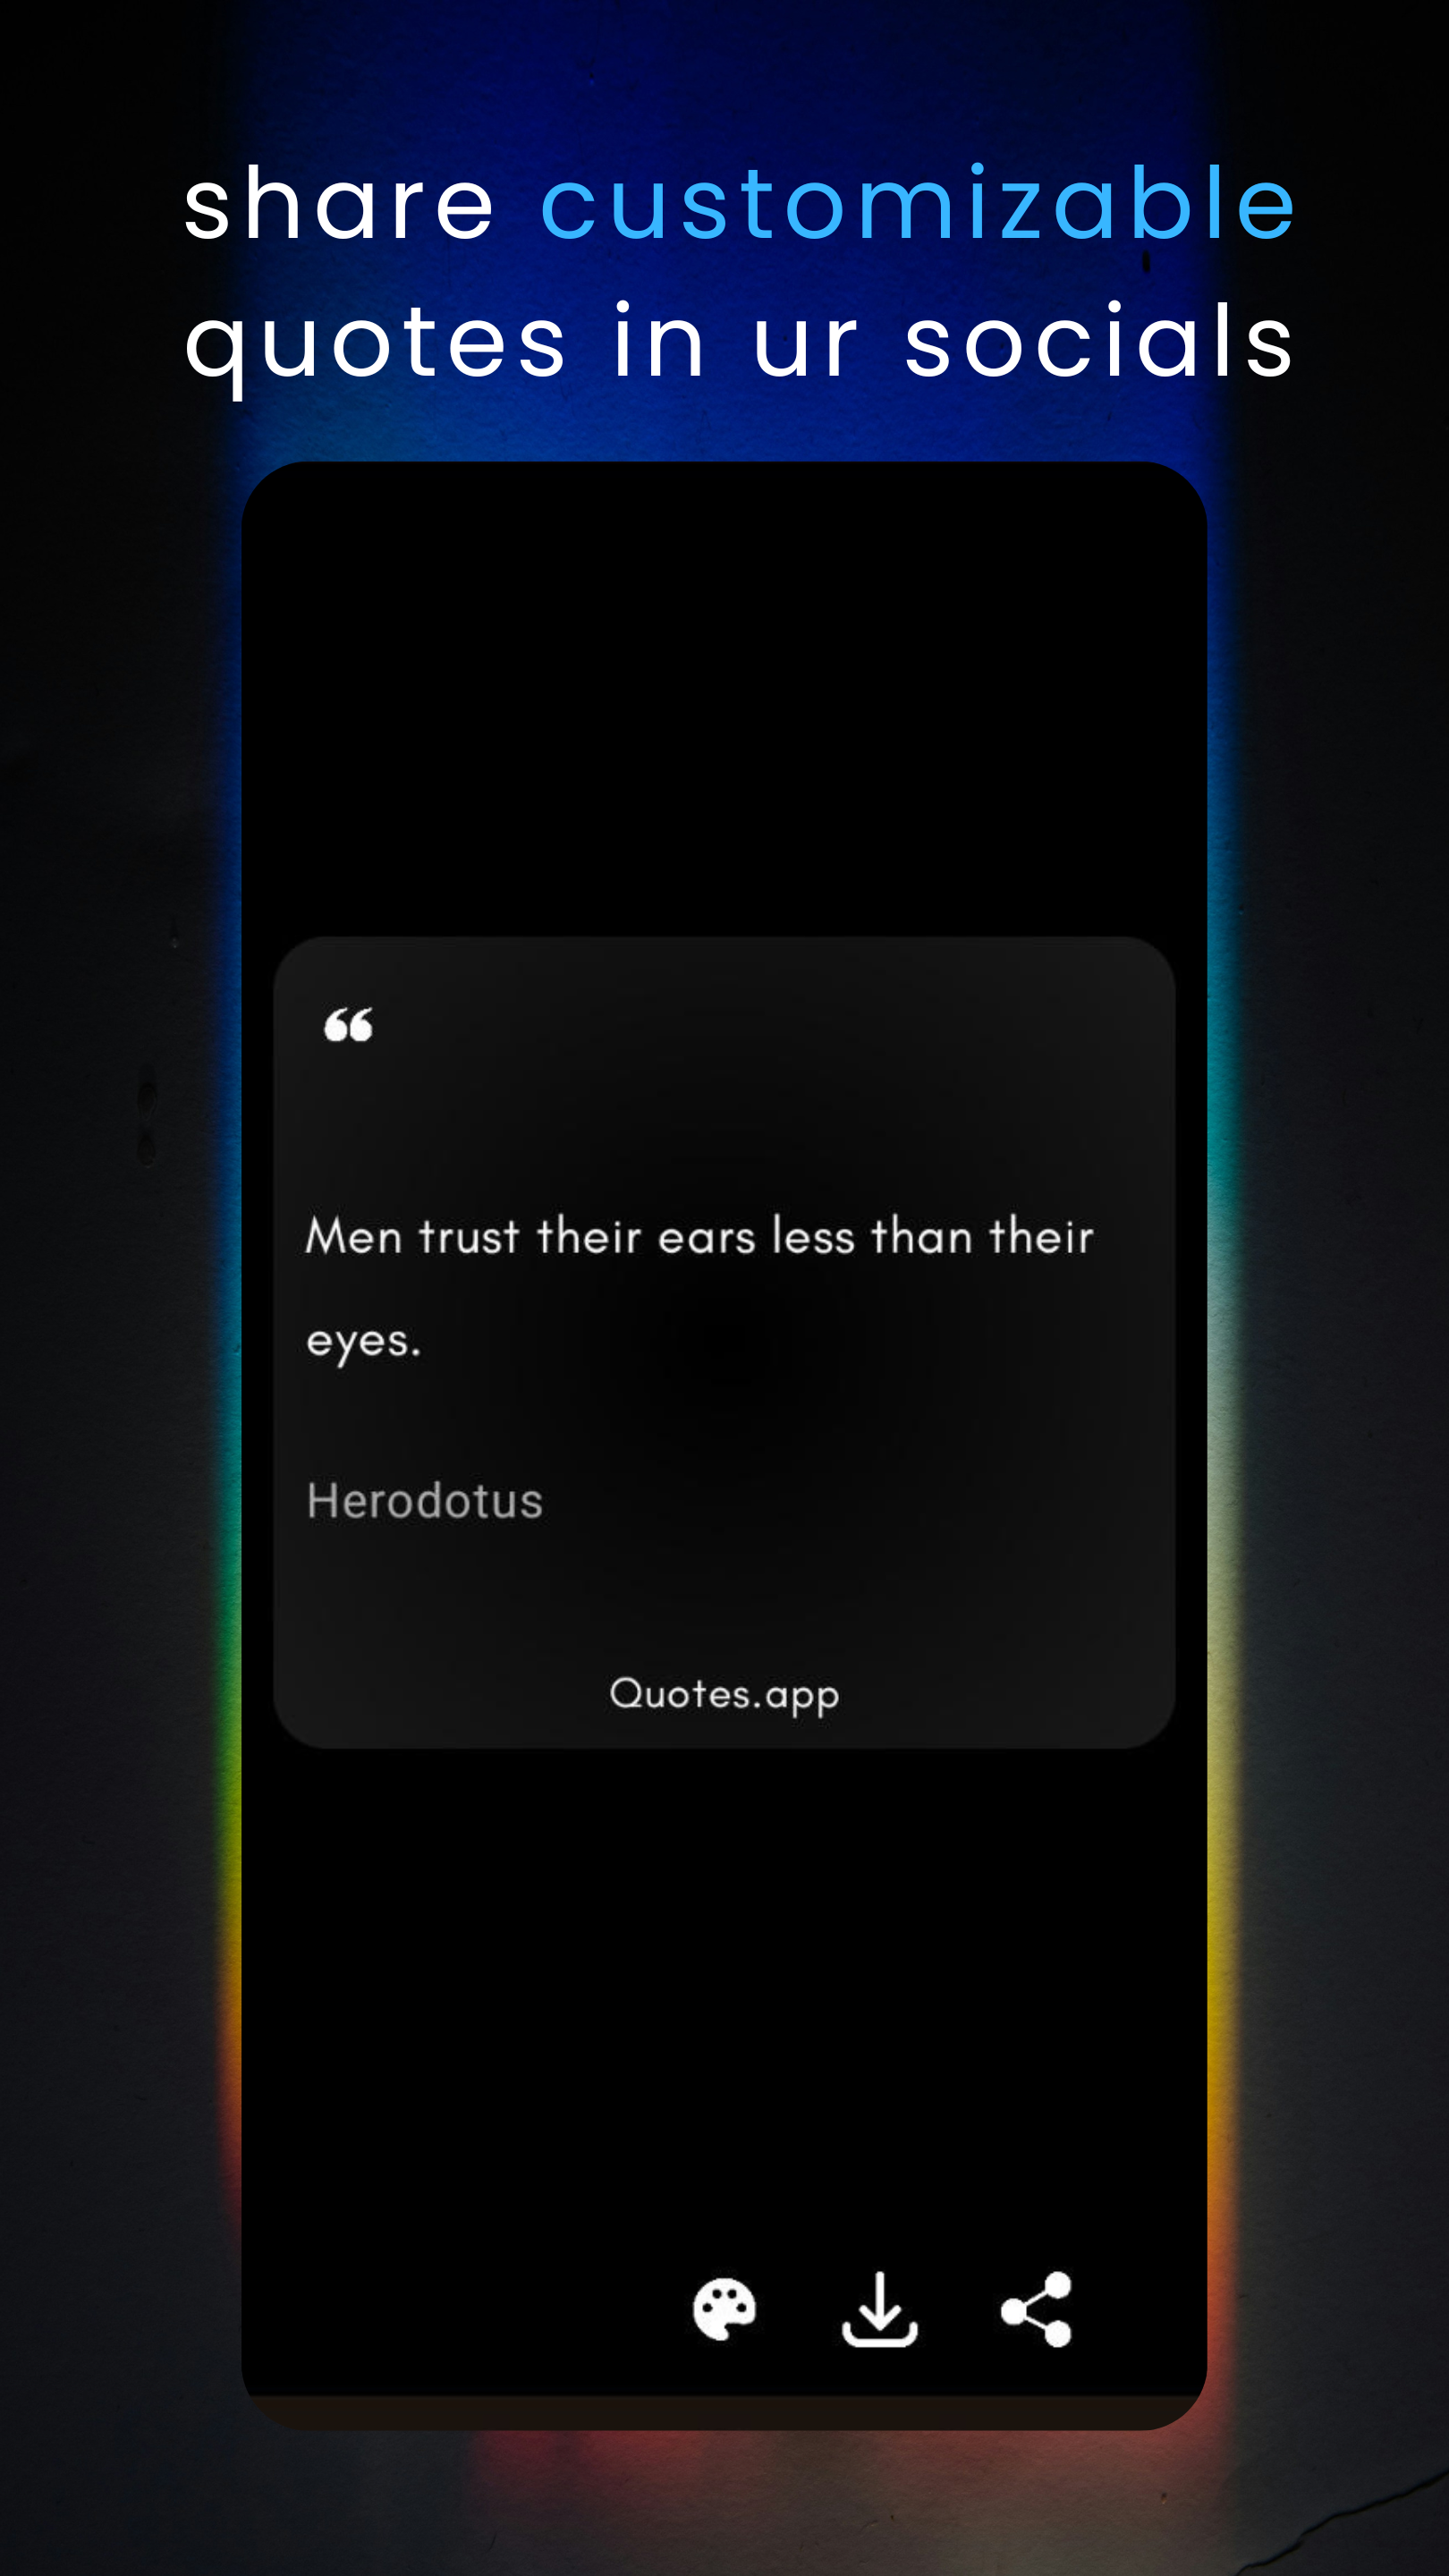 share customizable
quotes in ur socials
“
Men trust their ears less than their
eyes.
Herodotus
Quotes.app